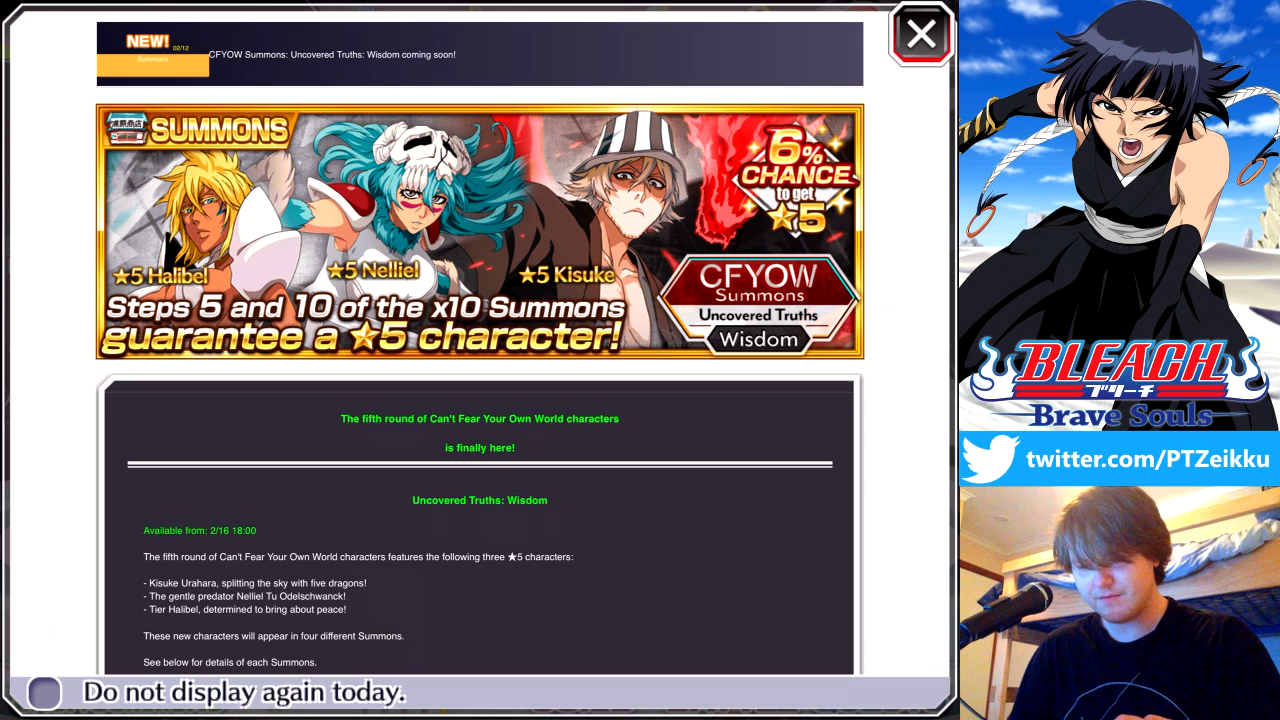 NEW!
02/12
Summons
CFYOW Summons: Uncovered Truths: Wisdom coming soon!
浦原商店
SUMMONS
6%
CHANCE
to get
★5
★5 Halibel
★5 Nelliel
★5 Kisuke
Steps 5 and 10 of the x10 Summons
guarantee a ★5 character!
CFYOW
Summons
Uncovered Truths
Wisdom
The fifth round of Can't Fear Your Own World characters
is finally here!
Uncovered Truths: Wisdom
Available from: 2/16 18:00
The fifth round of Can't Fear Your Own World characters features the following three ★5 characters:
- Kisuke Urahara, splitting the sky with five dragons!
- The gentle predator Nelliel Tu Odelschwanck!
- Tier Halibel, determined to bring about peace!
These new characters will appear in four different Summons.
See below for details of each Summons.
Do not display again today.
BLEACH
ブリーチ
Brave Souls
twitter.com/PTZeikku